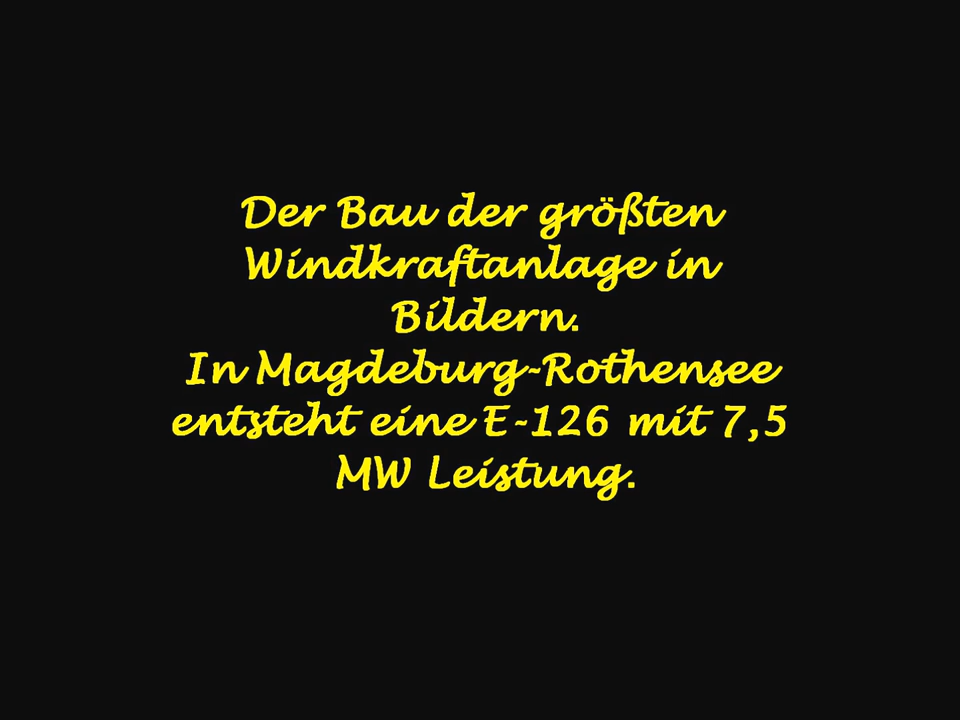 Der Bau der größten
Windkraftanlage in
Bildern.
In Magdeburg-Rothensee
entsteht eine E-126 mit 7,5
MW Leistung.